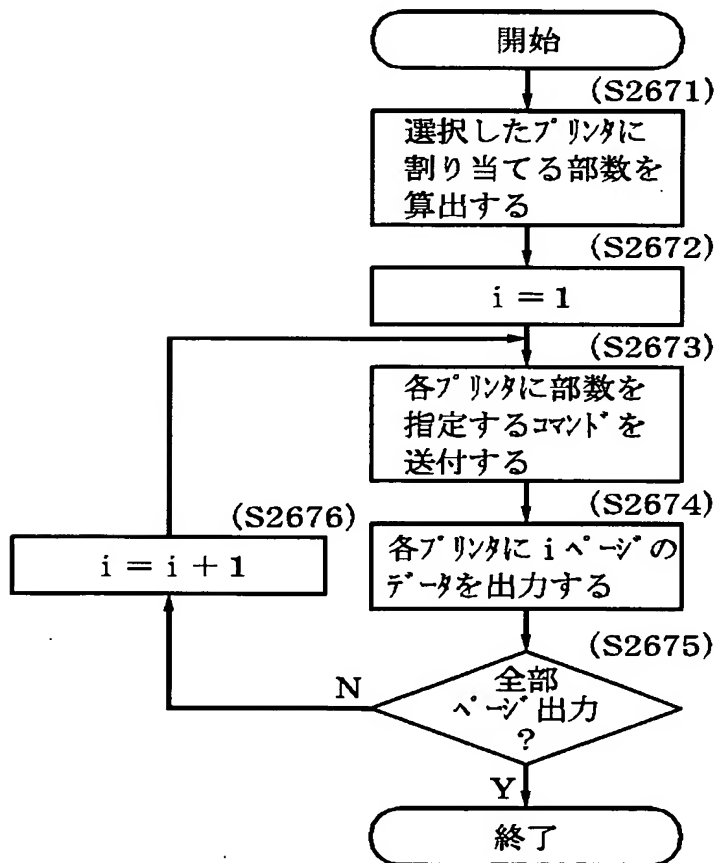 開始
(S2671)
選択したプリンタに
割り当てる部数を
算出する
(S2672)
i = 1
(S2673)
各プリンタに部数を
指定するコマンドを
送付する
(S2674)
各プリンタに i ページの
データを出力する
(S2675)
全部
ページ出力
?
N
(S2676)
i = i + 1
Y
終了